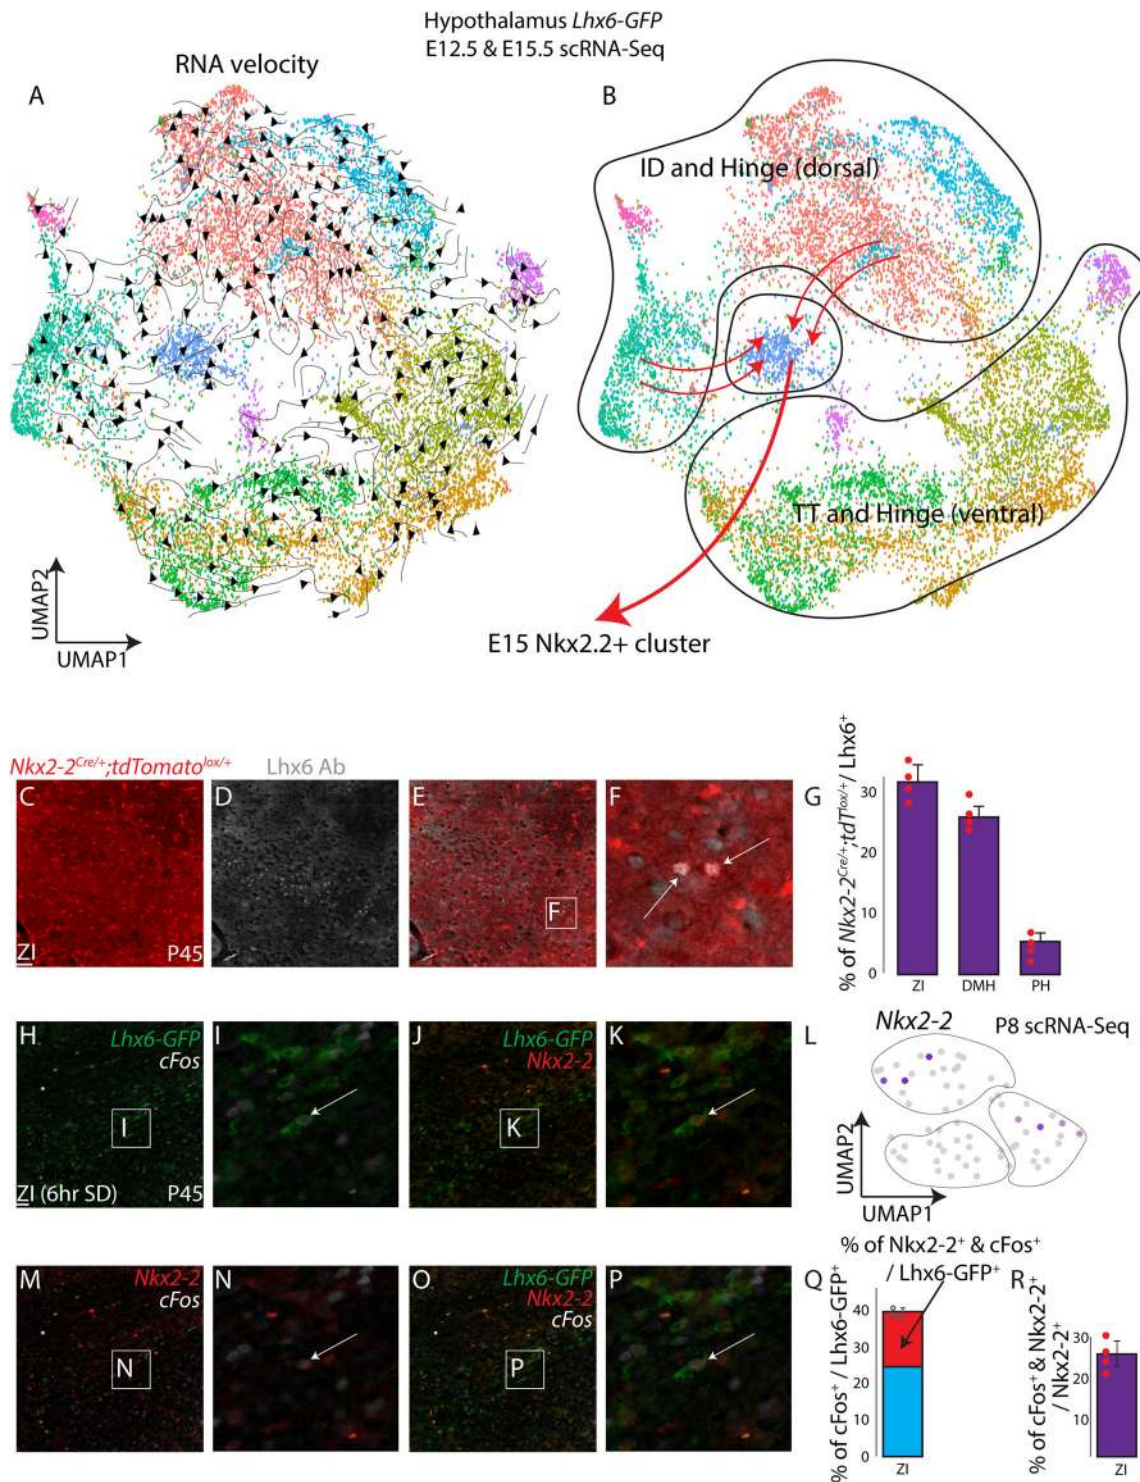 Hypothalamus Lhx6-GFP
E12.5 & E15.5 scRNA-Seq
RNA velocity
A
B
ID and Hinge (dorsal)
TT and Hinge (ventral)
UMAP2
UMAP1
E15 Nkx2.2+ cluster
Nkx2-2Cre/+;tdTomatolox/+
Lhx6 Ab
C
ZI
P45
D
E
F
F
G
% of Nkx2-2Cre/+;tdTlox/+/ Lhx6+
30
20
10
0
ZI
DMH
PH
H
Lhx6-GFP
cFos
I
ZI (6hr SD)
P45
I
J
Lhx6-GFP
Nkx2-2
K
K
L
Nkx2-2
P8 scRNA-Seq
UMAP2
UMAP1
M
Nkx2-2
cFos
N
N
O
Lhx6-GFP
Nkx2-2
cFos
P
P
Q
% of Nkx2-2+ & cFos+
/ Lhx6-GFP+
% of cFos+ / Lhx6-GFP+
40
30
20
10
0
ZI
R
% of cFos+ & Nkx2-2+
/ Nkx2-2+
30
20
10
ZI